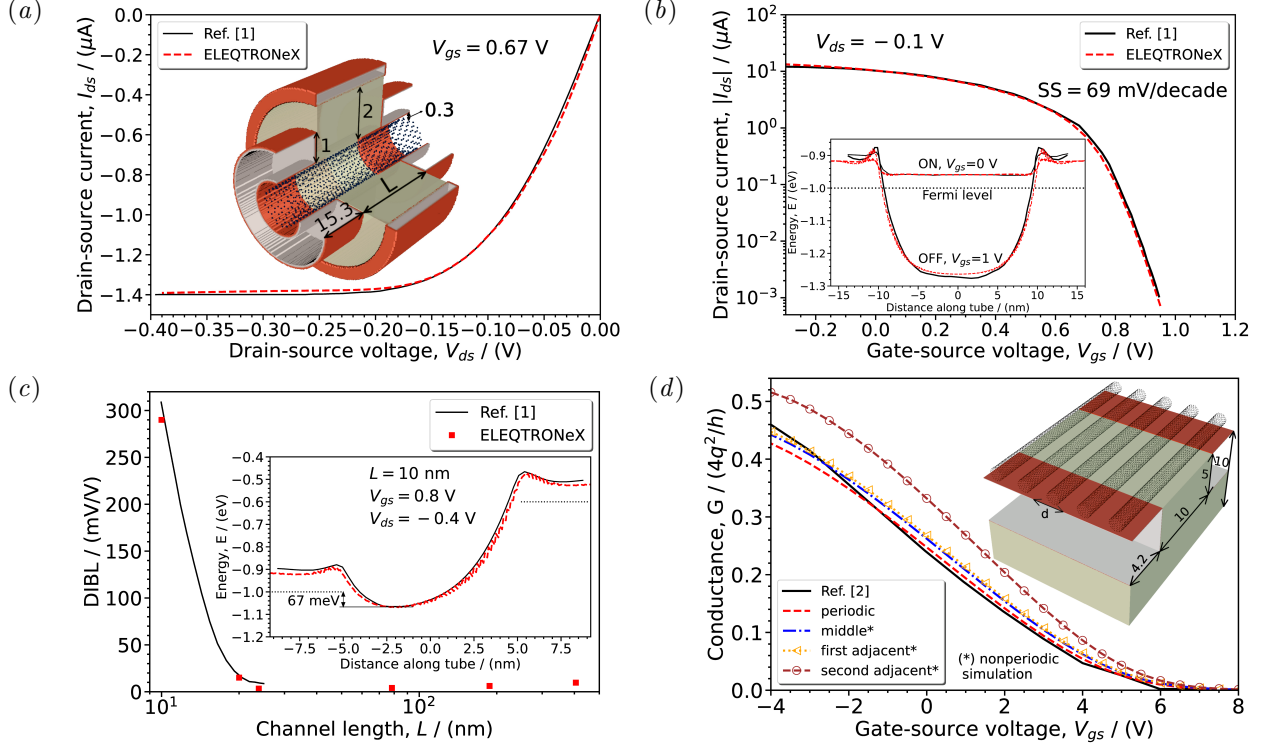 (a)
Ref. [1]
ELEQTRONeX
V_gs = 0.67 V
2
0.3
1
L
15.3
0.0
−0.2
−0.4
−0.6
−0.8
−1.0
−1.2
−1.4
−0.40
−0.35
−0.30
−0.25
−0.20
−0.15
−0.10
−0.05
0.00
Drain-source current, I_ds / (μA)
Drain-source voltage, V_ds / (V)
(b)
V_ds = −0.1 V
Ref. [1]
ELEQTRONeX
SS = 69 mV/decade
10^2
10^1
10^0
10^−1
10^−2
10^−3
−0.2
0.0
0.2
0.4
0.6
0.8
1.0
1.2
Drain-source current, |I_ds| / (μA)
Gate-source voltage, V_gs / (V)
ON, V_gs=0 V
Fermi level
OFF, V_gs=1 V
−0.9
−1.0
−1.1
−1.2
−1.3
−15
−10
−5
0
5
10
15
Energy, E / (eV)
Distance along tube / (nm)
(c)
Ref. [1]
ELEQTRONeX
300
250
200
150
100
50
0
10^1
10^2
DIBL / (mV/V)
Channel length, L / (nm)
L = 10 nm
V_gs = 0.8 V
V_ds = −0.4 V
67 meV
−0.4
−0.5
−0.6
−0.7
−0.8
−0.9
−1.0
−1.1
−1.2
−7.5
−5.0
−2.5
0.0
2.5
5.0
7.5
Energy, E / (eV)
Distance along tube / (nm)
(d)
10
5
d
10
4.2
Ref. [2]
periodic
middle*
first adjacent*
second adjacent*
(*) nonperiodic
simulation
0.5
0.4
0.3
0.2
0.1
0.0
−4
−2
0
2
4
6
8
Conductance, G / (4q²/h)
Gate-source voltage, V_gs / (V)